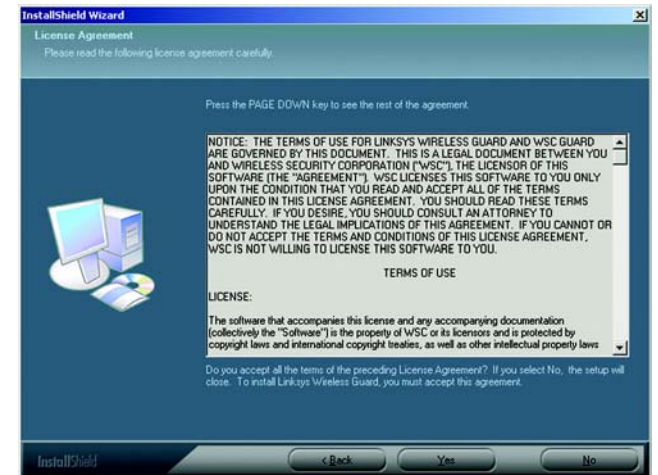 InstallShield Wizard
License Agreement
Please read the following license agreement carefully.
Press the PAGE DOWN key to see the rest of the agreement.
NOTICE: THE TERMS OF USE FOR LINKSYS WIRELESS GUARD AND WSC GUARD
ARE GOVERNED BY THIS DOCUMENT. THIS IS A LEGAL DOCUMENT BETWEEN YOU
AND WIRELESS SECURITY CORPORATION ("WSC"), THE LICENSOR OF THIS
SOFTWARE (THE "AGREEMENT"). WSC LICENSES THIS SOFTWARE TO YOU ONLY
UPON THE CONDITION THAT YOU READ AND ACCEPT ALL OF THE TERMS
CONTAINED IN THIS LICENSE AGREEMENT. YOU SHOULD READ THESE TERMS
CAREFULLY. IF YOU DESIRE, YOU SHOULD CONSULT AN ATTORNEY TO
UNDERSTAND THE LEGAL IMPLICATIONS OF THIS AGREEMENT. IF YOU CANNOT OR
DO NOT ACCEPT THE TERMS AND CONDITIONS OF THIS LICENSE AGREEMENT,
WSC IS NOT WILLING TO LICENSE THIS SOFTWARE TO YOU.
TERMS OF USE
LICENSE:
The software that accompanies this license and any accompanying documentation
(collectively the "Software") is the property of WSC or its licensors and is protected by
copyright laws and international copyright treaties, as well as other intellectual property laws
Do you accept all the terms of the preceding License Agreement? If you select No, the setup will
close. To install Linksys Wireless Guard, you must accept this agreement.
InstallShield
< Back
Yes
No